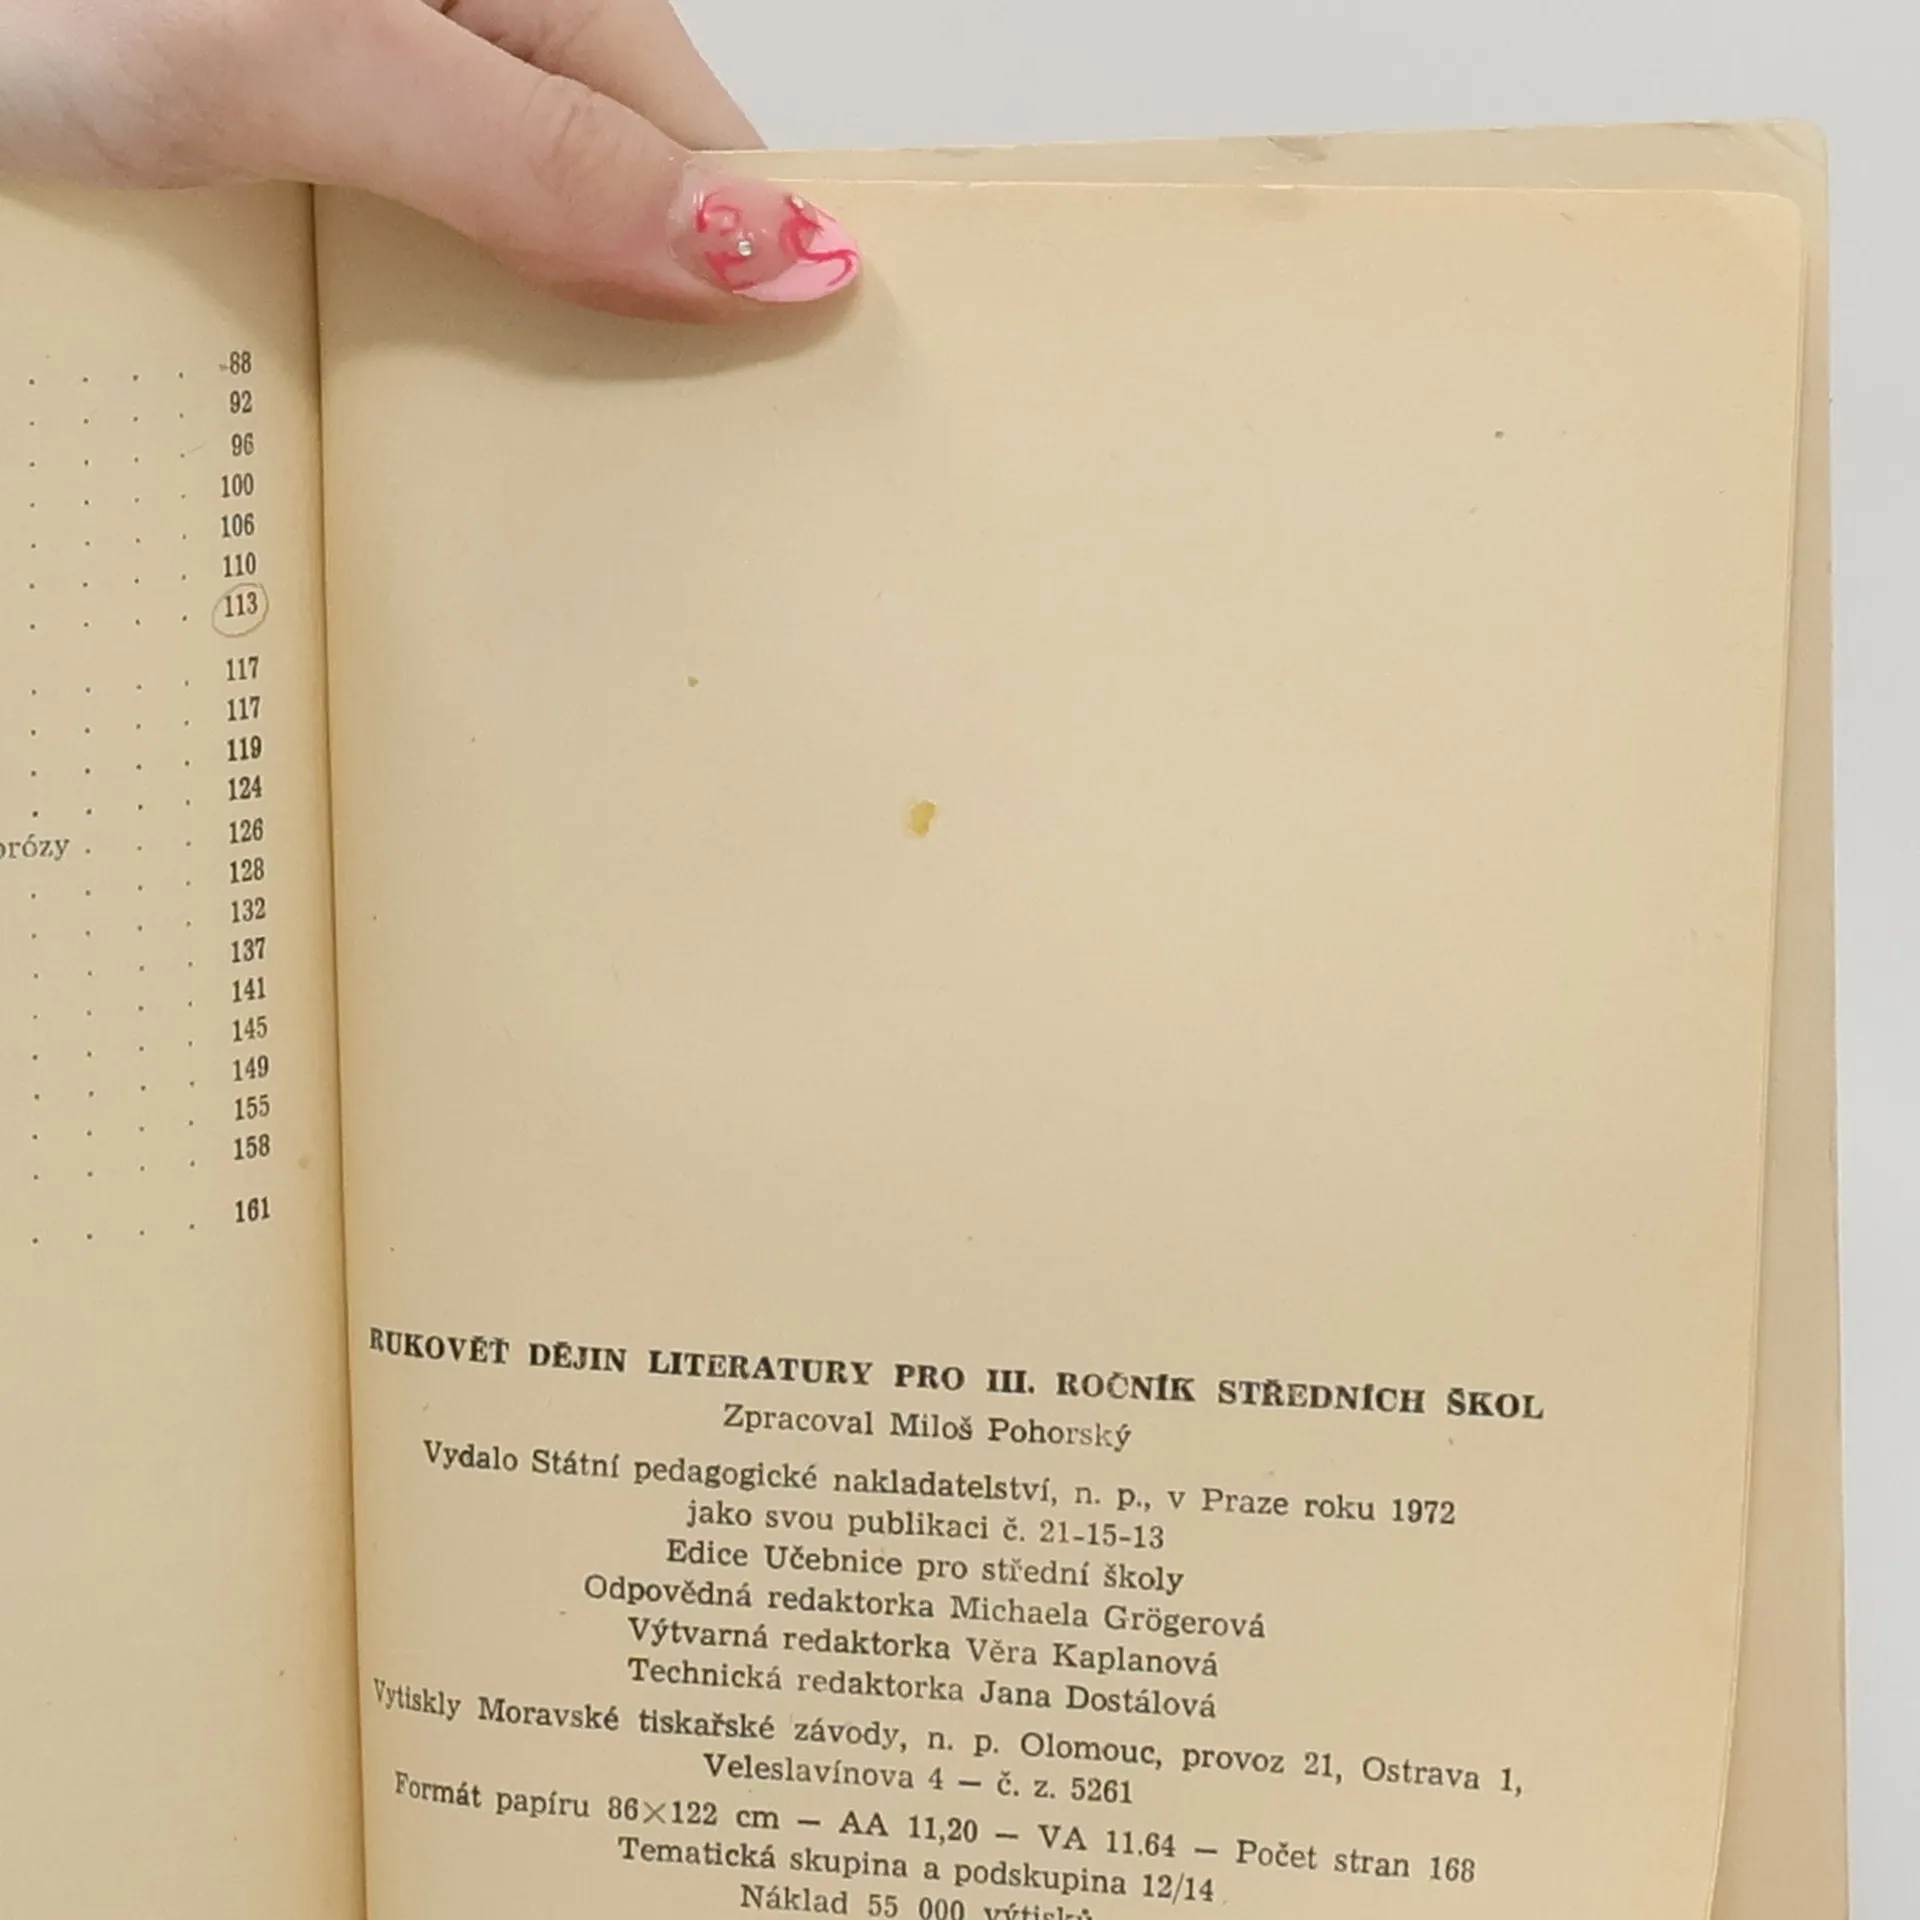 88
92
96
100
106
110
113
117
117
119
124
prózy . . . 126
128
132
137
141
145
149
155
158
161
RUKOVĚŤ DĚJIN LITERATURY PRO III. ROČNÍK STŘEDNÍCH ŠKOL
Zpracoval Miloš Pohorský
Vydalo Státní pedagogické nakladatelství, n. p., v Praze roku 1972
jako svou publikaci č. 21-15-13
Edice Učebnice pro střední školy
Odpovědná redaktorka Michaela Grögerová
Výtvarná redaktorka Věra Kaplanová
Technická redaktorka Jana Dostálová
Vytiskly Moravské tiskařské závody, n. p. Olomouc, provoz 21, Ostrava 1,
Veleslavínova 4 — č. z. 5261
Formát papíru 86×122 cm — AA 11,20 — VA 11.64 — Počet stran 168
Tematická skupina a podskupina 12/14
Náklad 55 000 výtisků